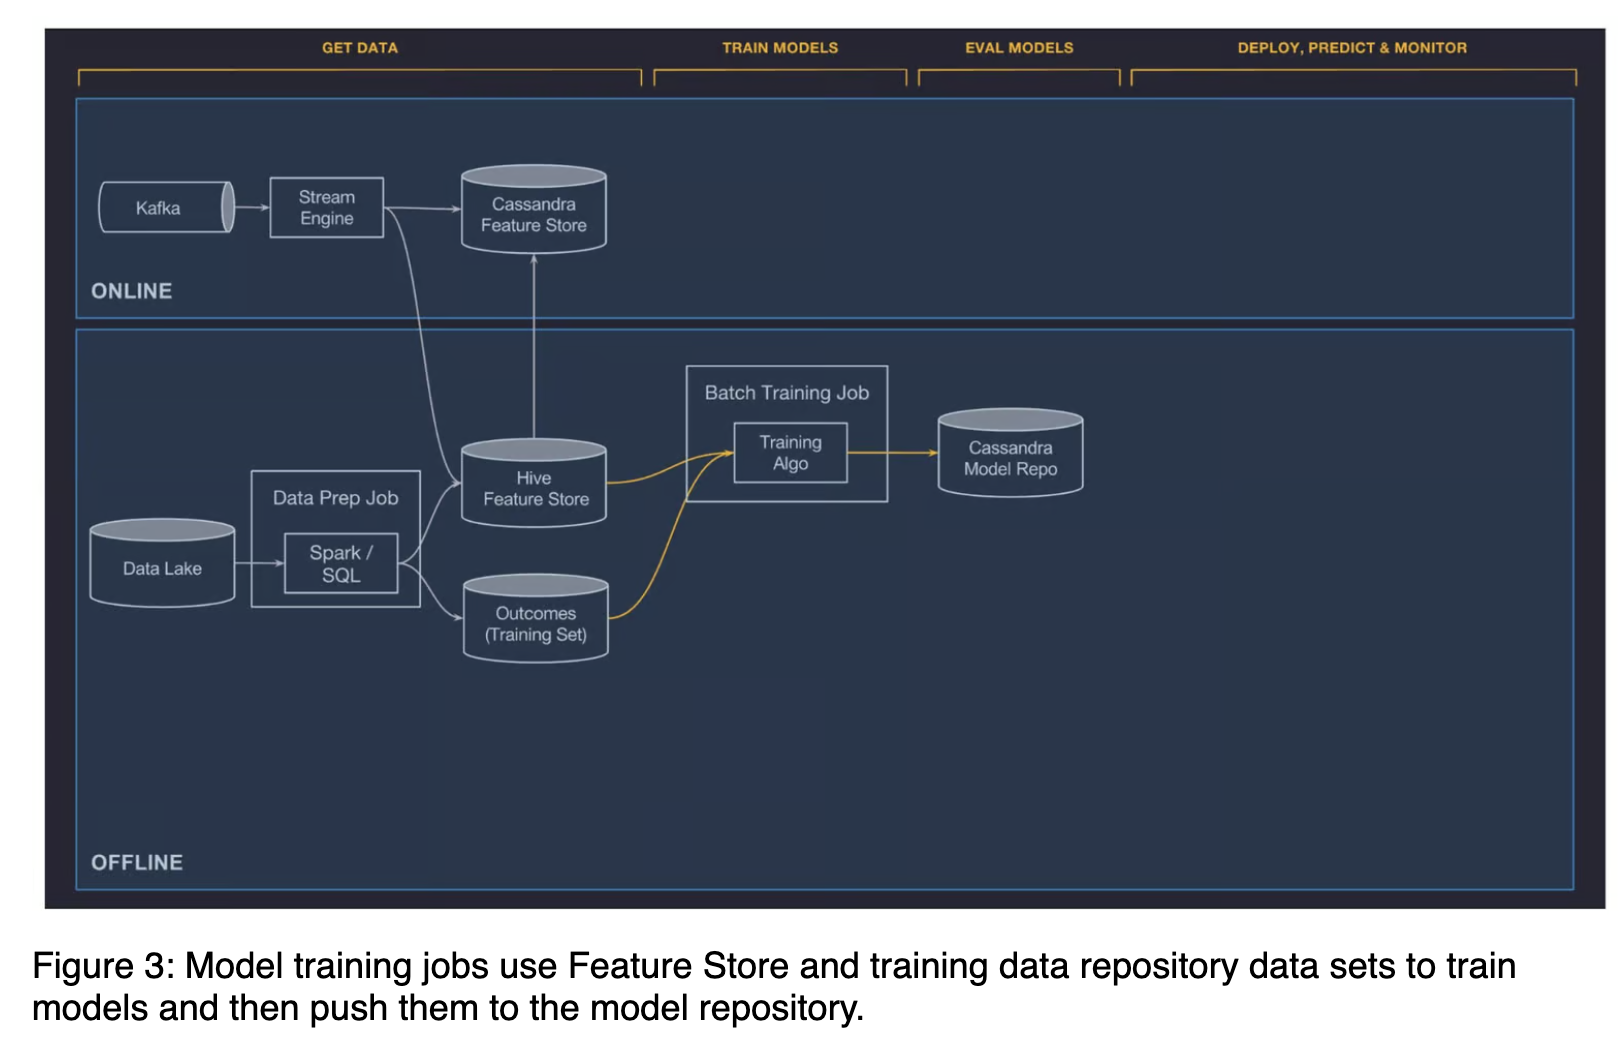 GET DATA
TRAIN MODELS
EVAL MODELS
DEPLOY, PREDICT & MONITOR
Kafka
Stream
Engine
Cassandra
Feature Store
ONLINE
Batch Training Job
Training
Algo
Cassandra
Model Repo
Hive
Feature Store
Data Prep Job
Spark /
SQL
Data Lake
Outcomes
(Training Set)
OFFLINE
Figure 3: Model training jobs use Feature Store and training data repository data sets to train
models and then push them to the model repository.